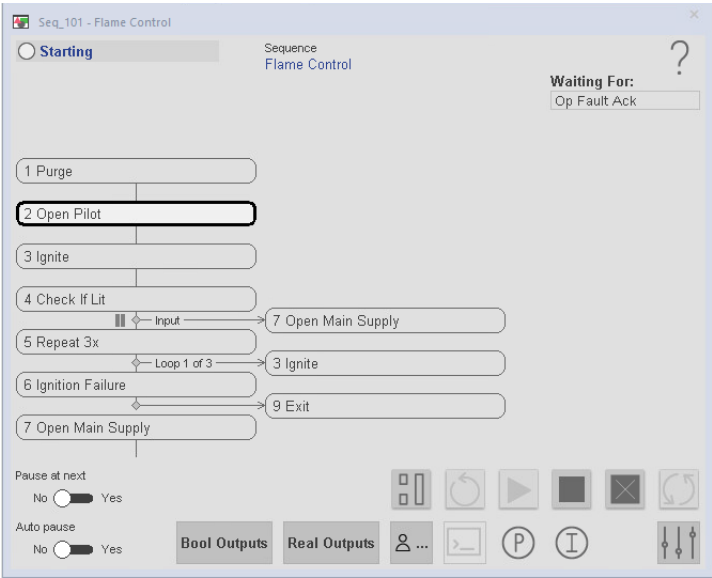 Seq_101 - Flame Control
Starting
Sequence
Flame Control
?
Waiting For:
Op Fault Ack
1 Purge
2 Open Pilot
3 Ignite
4 Check If Lit
Input
7 Open Main Supply
5 Repeat 3x
Loop 1 of 3
3 Ignite
6 Ignition Failure
9 Exit
7 Open Main Supply
Pause at next
No Yes
Auto pause
No Yes
Bool Outputs Real Outputs ... P I